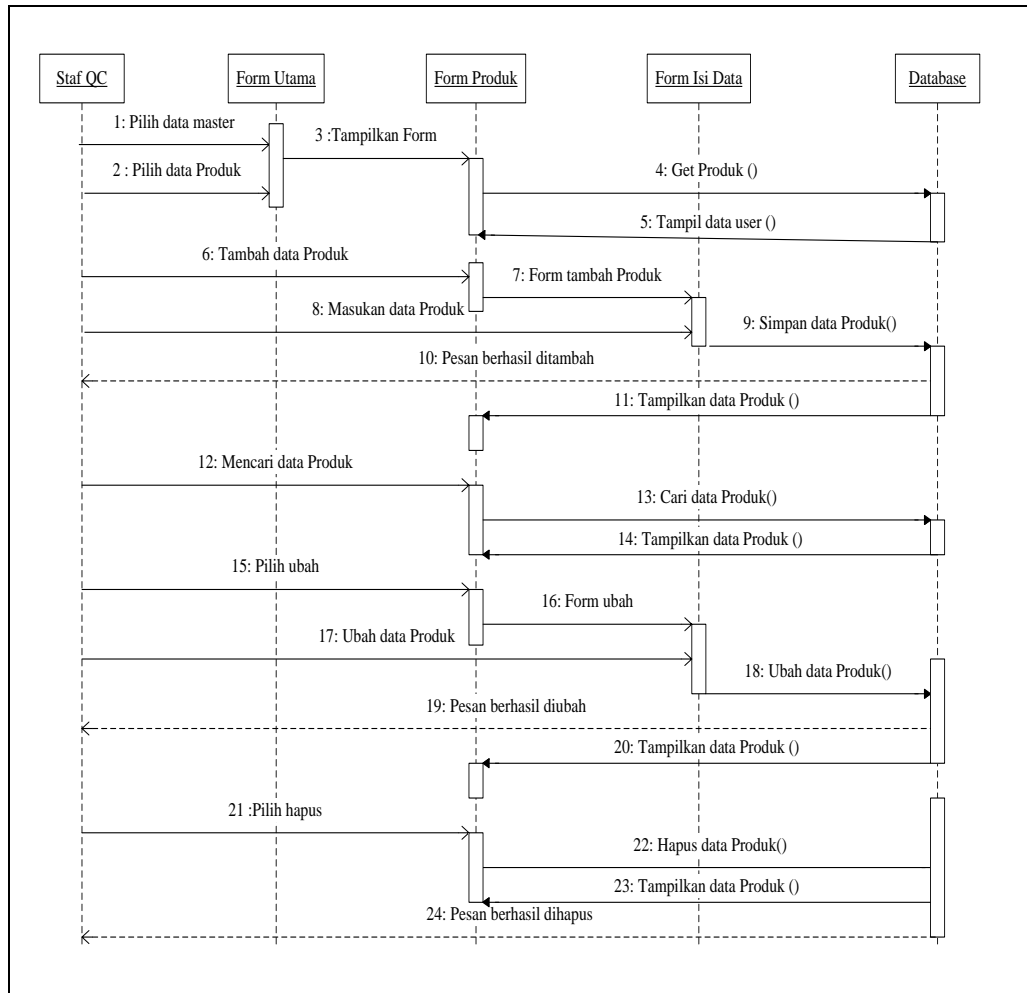 Staf QC
Form Utama
Form Produk
Form Isi Data
Database
1: Pilih data master
3 :Tampilkan Form
2 : Pilih data Produk
4: Get Produk ()
5: Tampil data user ()
6: Tambah data Produk
7: Form tambah Produk
8: Masukan data Produk
9: Simpan data Produk()
10: Pesan berhasil ditambah
11: Tampilkan data Produk ()
12: Mencari data Produk
13: Cari data Produk()
14: Tampilkan data Produk ()
15: Pilih ubah
16: Form ubah
17: Ubah data Produk
18: Ubah data Produk()
19: Pesan berhasil diubah
20: Tampilkan data Produk ()
21 :Pilih hapus
22: Hapus data Produk()
23: Tampilkan data Produk ()
24: Pesan berhasil dihapus